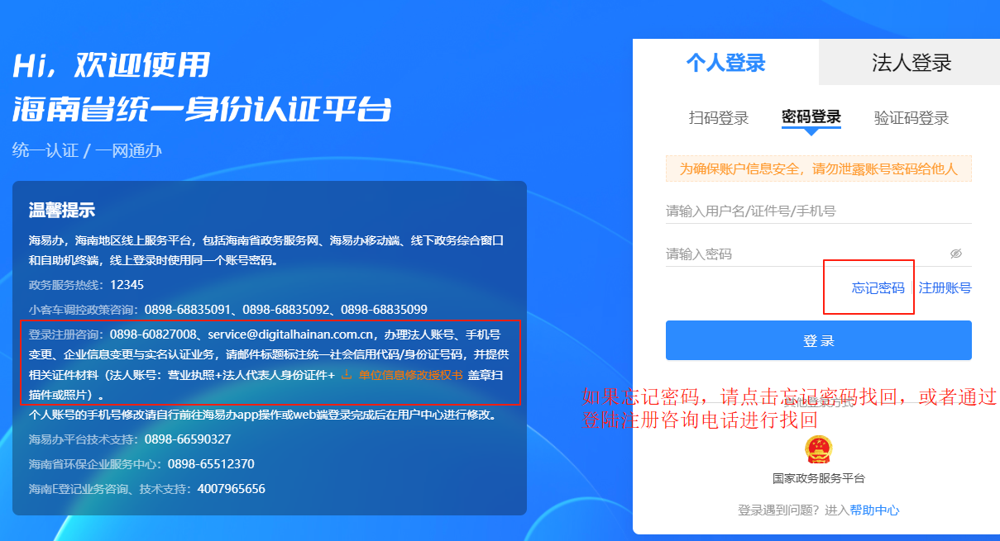 Hi，欢迎使用
海南省统一身份认证平台
统一认证 / 一网通办
温馨提示
海易办，海南地区线上服务平台，包括海南省政务服务网、海易办移动端、线下政务综合窗口
和自助机终端，线上登录时使用同一个账号密码。
政务服务热线：12345
小客车调控政策咨询：0898-68835091、0898-68835092、0898-68835099
登录注册咨询：0898-60827008、service@digitalhainan.com.cn，办理法人账号、手机号
变更、企业信息变更与实名认证业务，请邮件标题标注统一社会信用代码/身份证号码，并提供
相关证件材料（法人账号：营业执照+法人代表人身份证件+ 单位信息修改授权书 盖章扫
描件或照片）。
个人账号的手机号修改请自行前往海易办app操作或web端登录完成后在用户中心进行修改。
海易办平台技术支持：0898-66590327
海南省环保企业服务中心：0898-65512370
海南E登记业务咨询、技术支持：4007965656
个人登录
法人登录
扫码登录
密码登录
验证码登录
为确保账户信息安全，请勿泄露账号密码给他人
请输入用户名/证件号/手机号
请输入密码
忘记密码
注册账号
登 录
如果忘记密码，请点击忘记密码找回，或者通过
登陆注册咨询电话进行找回
其他登录方式
国家政务服务平台
登录遇到问题？进入帮助中心